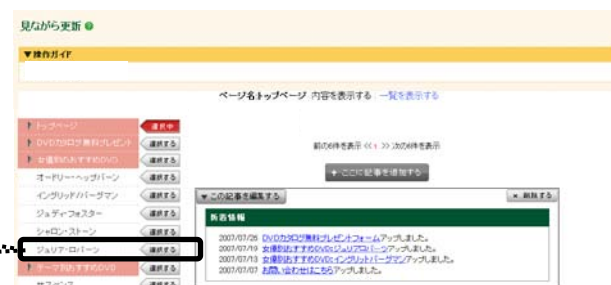 見ながら更新
▼操作ガイド
ページ名トップページ 内容を表示する 一覧を表示する
トップページ 選択中
DVDカタログ無料プレゼント 選択する
女優別おすすめDVD 選択する
オードリー・ヘップバーン 選択する
イングリッド・バーグマン 選択する
ジョディ・フォスター 選択する
シャロン・ストーン 選択する
ジュリア・ロバーツ 選択する
テーマ別おすすめDVD 選択する
サスペンス 選択する
前の6件を表示 << 1 >> 次の6件を表示
+ ここに記事を追加する
▼ この記事を編集する
× 削除する
新着情報
2007/07/26 DVDカタログ無料プレゼントフォームアップしました。
2007/07/19 女優別おすすめDVD:ジュリアロバーツアップしました。
2007/07/13 女優別おすすめDVD:イングリットバーグマンアップしました。
2007/07/07 お問い合わせはこちらアップしました。